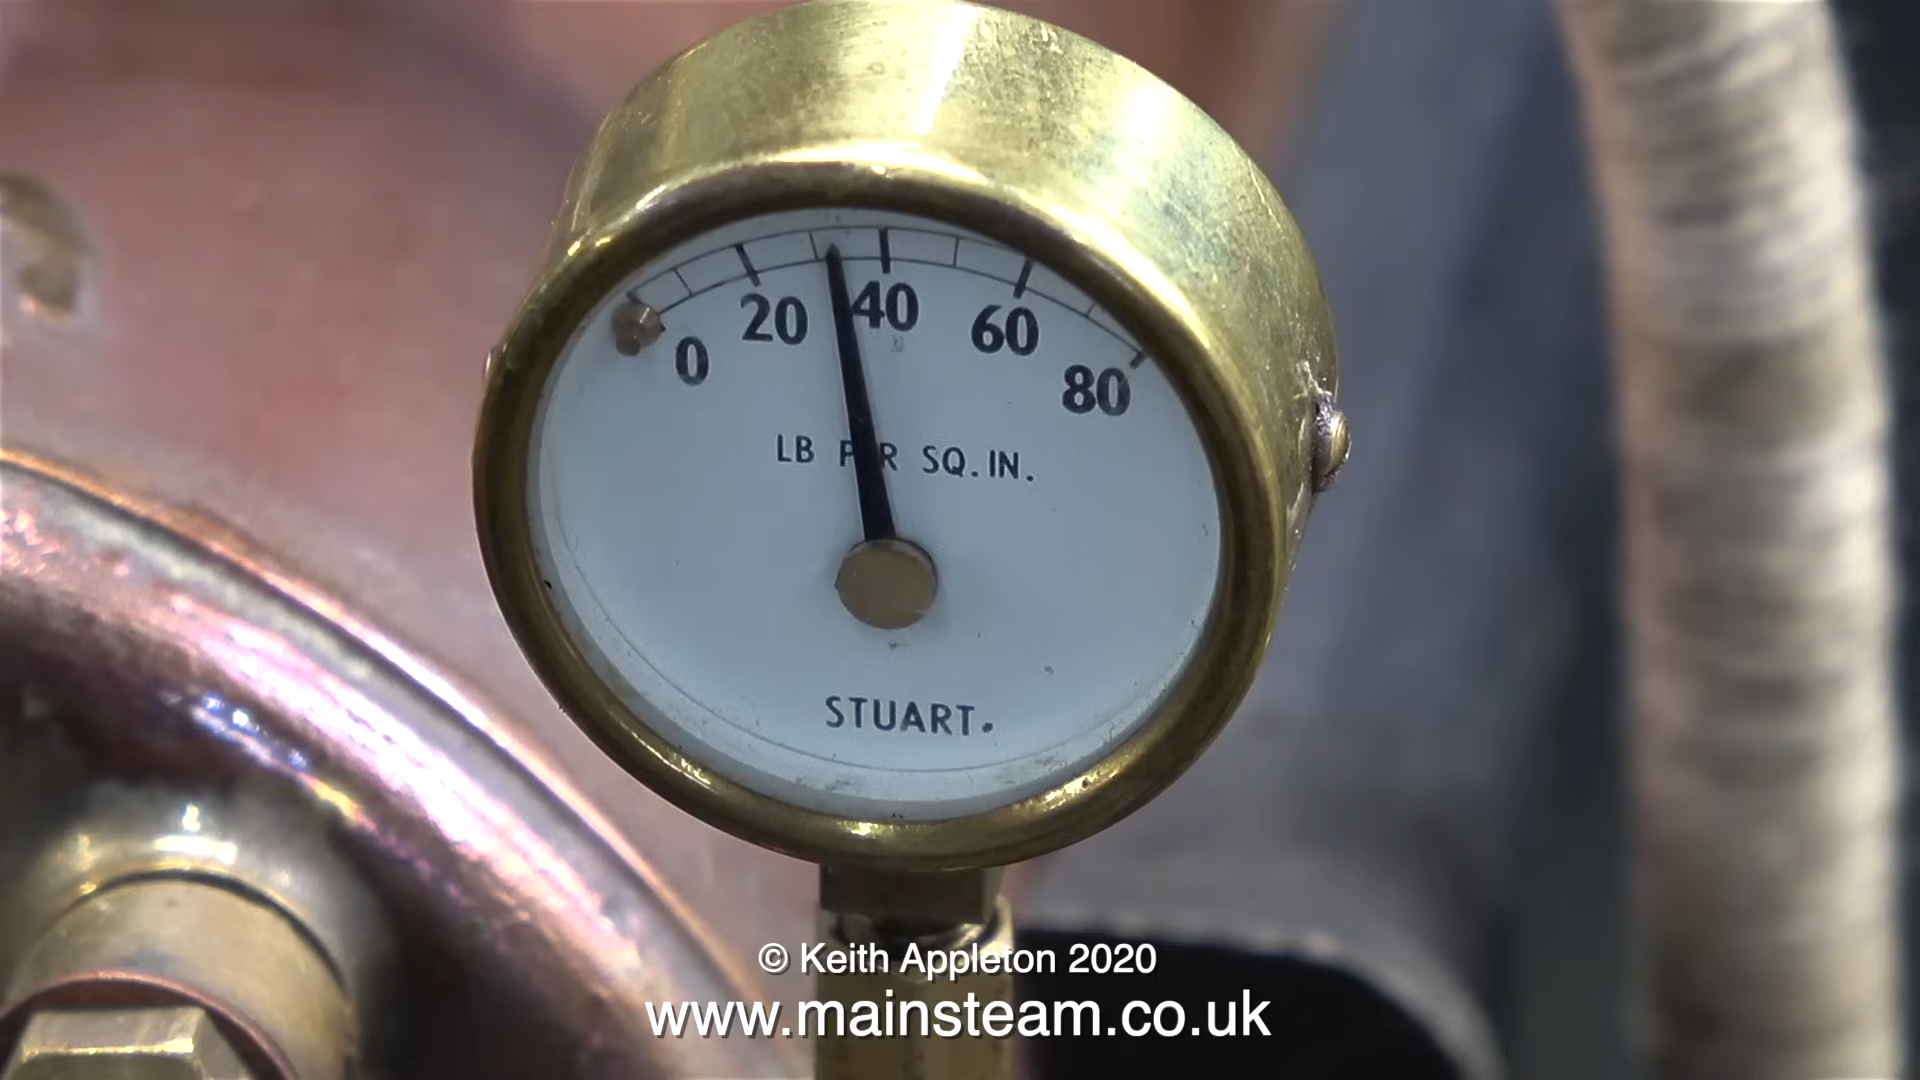 0 20 40 60 80
LB PER SQ. IN.
STUART.
© Keith Appleton 2020
www.mainsteam.co.uk